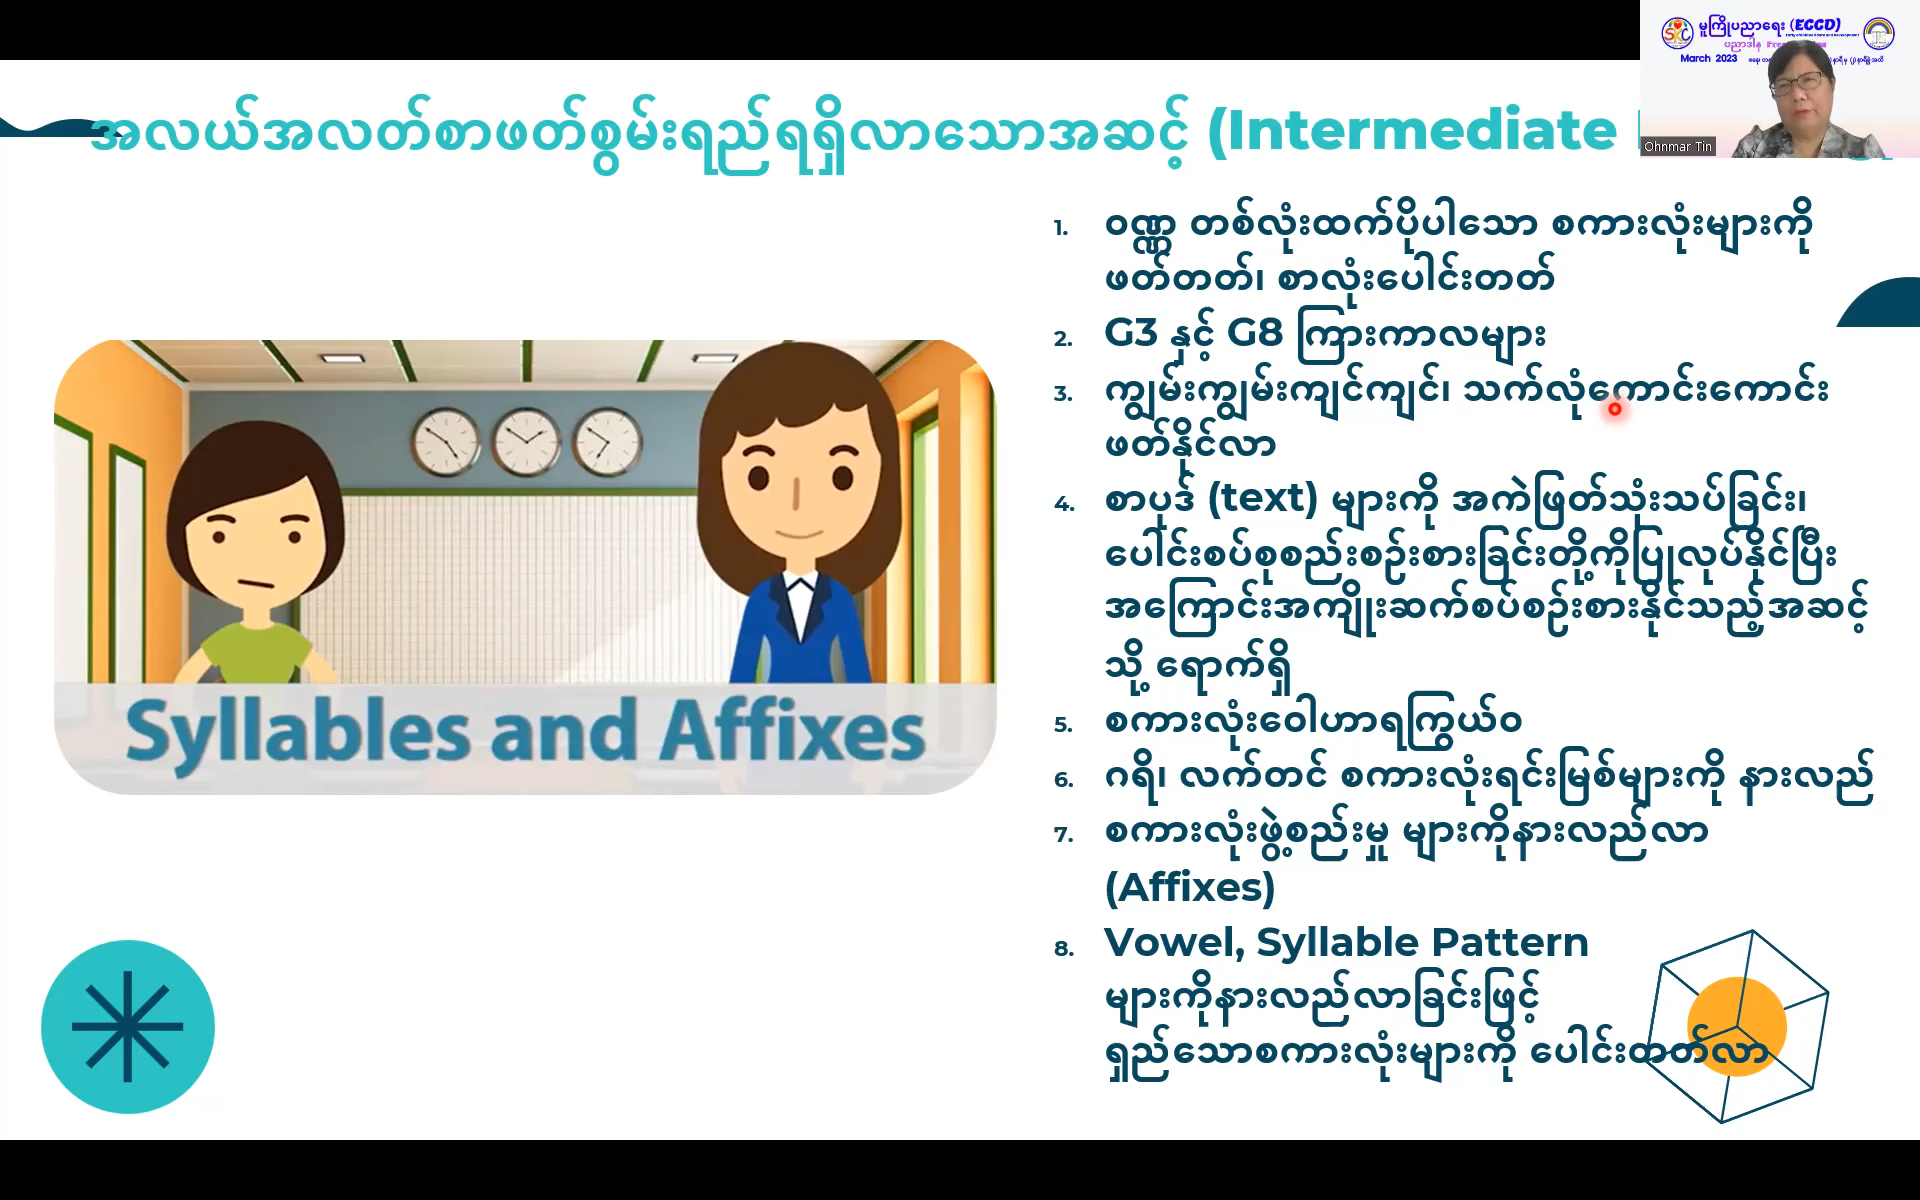 မူကြိုပညာရေး (ECCD)
ပညာဒါန
March 2023
Ohnmar Tin
အလယ်အလတ်စာဖတ်စွမ်းရည်ရရှိလာသောအဆင့် (Intermediate
1. ဝဏ္ဏ တစ်လုံးထက်ပိုပါသော စကားလုံးများကို
ဖတ်တတ်၊ စာလုံးပေါင်းတတ်
2. G3 နှင့် G8 ကြားကာလများ
3. ကျွမ်းကျွမ်းကျင်ကျင်၊ သက်လုံကောင်းကောင်း
ဖတ်နိုင်လာ
4. စာပုဒ် (text) များကို အကဲဖြတ်သုံးသပ်ခြင်း၊
ပေါင်းစပ်စုစည်းစဉ်းစားခြင်းတို့ကိုပြုလုပ်နိုင်ပြီး
အကြောင်းအကျိုးဆက်စပ်စဉ်းစားနိုင်သည့်အဆင့်
သို့ ရောက်ရှိ
5. စကားလုံးဝေါဟာရကြွယ်ဝ
6. ဂရိ၊ လက်တင် စကားလုံးရင်းမြစ်များကို နားလည်
7. စကားလုံးဖွဲ့စည်းမှု များကိုနားလည်လာ
(Affixes)
8. Vowel, Syllable Pattern
များကိုနားလည်လာခြင်းဖြင့်
ရှည်သောစကားလုံးများကို ပေါင်းတတ်လာ
Syllables and Affixes